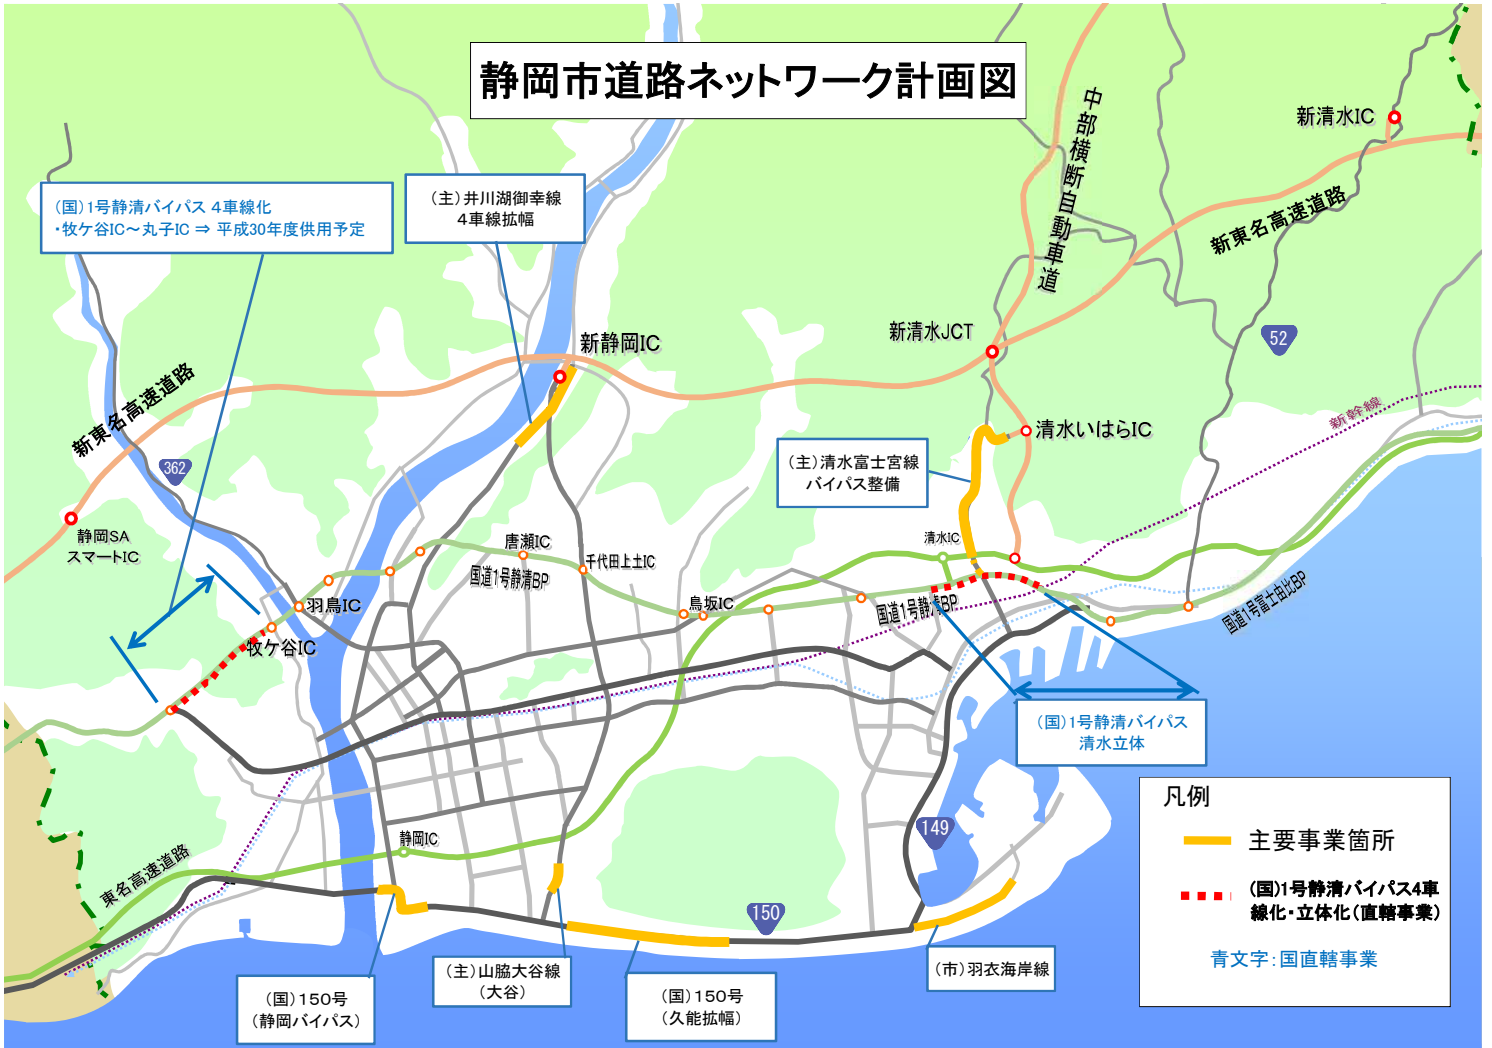 静岡市道路ネットワーク計画図
中部横断自動車道
新清水IC
新東名高速道路
(国)1号静清バイパス 4車線化
・牧ケ谷IC~丸子IC ⇒ 平成30年度供用予定
(主)井川湖御幸線
4車線拡幅
新静岡IC
新清水JCT
52
新東名高速道路
新幹線
362
清水いはらIC
(主)清水富士宮線
バイパス整備
静岡SA
スマートIC
唐瀬IC
千代田上土IC
国道1号静清BP
清水IC
羽鳥IC
鳥坂IC
国道1号静清BP
国道1号富士由比BP
牧ケ谷IC
(国)1号静清バイパス
清水立体
静岡IC
東名高速道路
149
150
凡例
主要事業箇所
(国)1号静清バイパス4車
線化・立体化(直轄事業)
青文字:国直轄事業
(国)150号
(静岡バイパス)
(主)山脇大谷線
(大谷)
(国)150号
(久能拡幅)
(市)羽衣海岸線